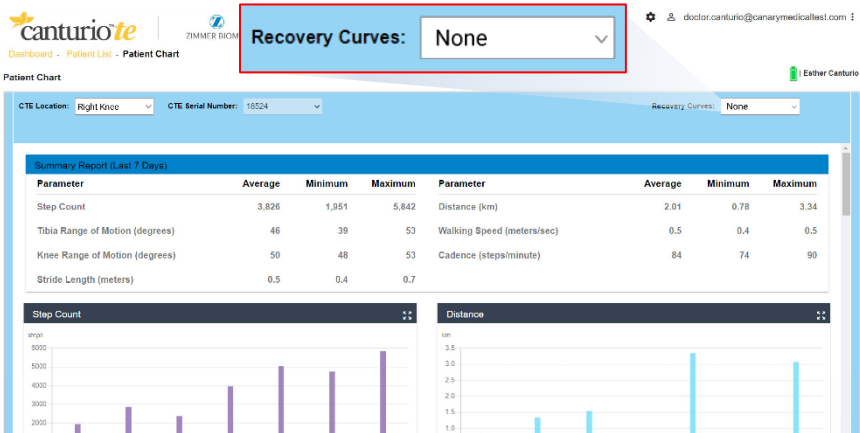 canturio te
ZIMMER BIOM
Recovery Curves: None
doctor.canturio@canarymedicaltest.com
Dashboard - Patient List - Patient Chart
Patient Chart
| Esther Canturio
CTE Location: Right Knee CTE Serial Number: 16524 Recovery Curves: None
Summary Report (Last 7 Days)
Parameter Average Minimum Maximum Parameter Average Minimum Maximum
Step Count 3,826 1,951 5,842 Distance (km) 2.01 0.78 3.34
Tibia Range of Motion (degrees) 46 39 53 Walking Speed (meters/sec) 0.5 0.4 0.5
Knee Range of Motion (degrees) 50 48 53 Cadence (steps/minute) 84 74 90
Stride Length (meters) 0.5 0.4 0.7
Step Count Distance
steps km
6000 3.5
5000 3.0
4000 2.5
3000 2.0
2000 1.5
1.0